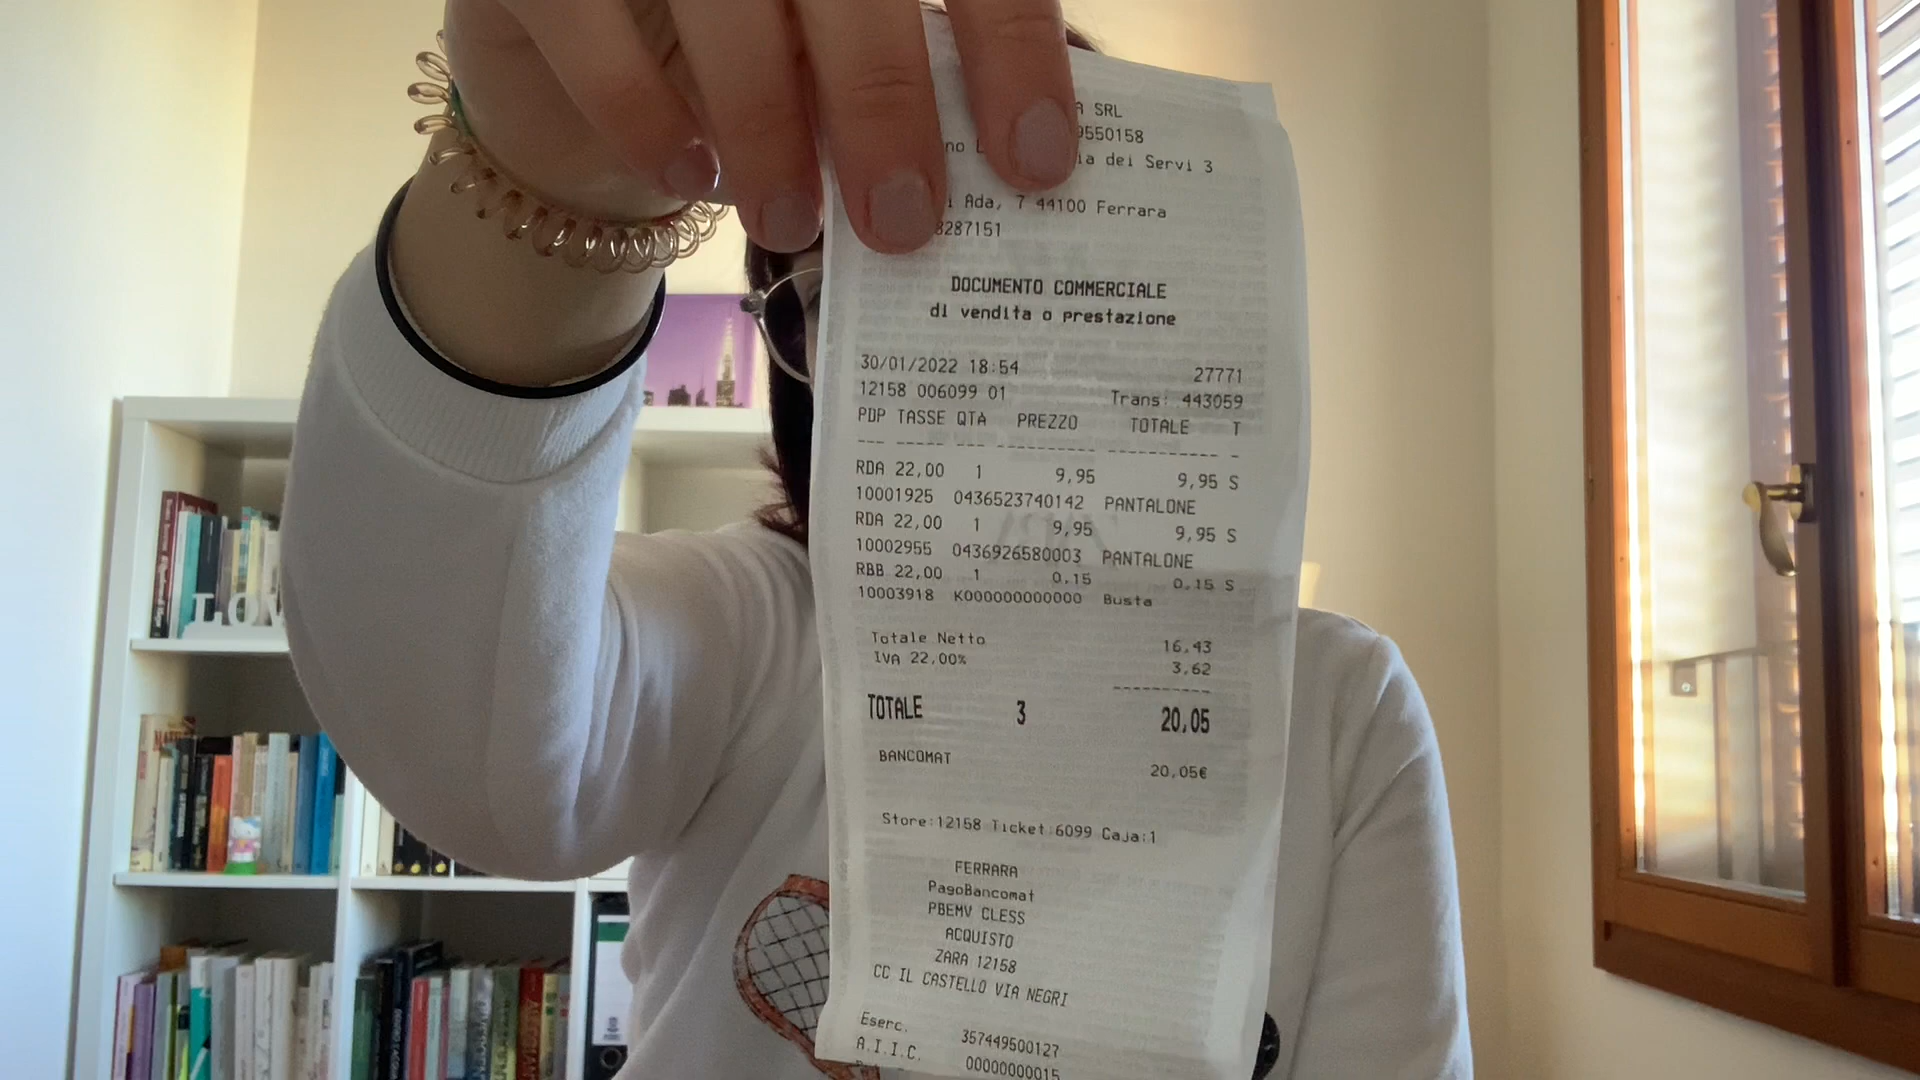 A SRL
9550158
no ia dei Servi 3
i Ada, 7 44100 Ferrara
8287151
DOCUMENTO COMMERCIALE
di vendita o prestazione
30/01/2022 18:54 27771
12158 006099 01 Trans: 443059
PDP TASSE QTA PREZZO TOTALE T
--- ----- --- ---------- ----------- -
RDA 22,00 1 9,95 9,95 S
10001925 0436523740142 PANTALONE
RDA 22,00 1 9,95 9,95 S
10002955 0436926580003 PANTALONE
RBB 22,00 1 0,15 0,15 S
10003918 K000000000000 Busta
Totale Netto 16,43
IVA 22,00% 3,62
----------
TOTALE 3 20,05
BANCOMAT 20,05€
Store:12158 Ticket:6099 Caja:1
FERRARA
PagoBancomat
PBEMV CLESS
ACQUISTO
ZARA 12158
CC IL CASTELLO VIA NEGRI
Eserc. 357449500127
A.I.I.C. 00000000015